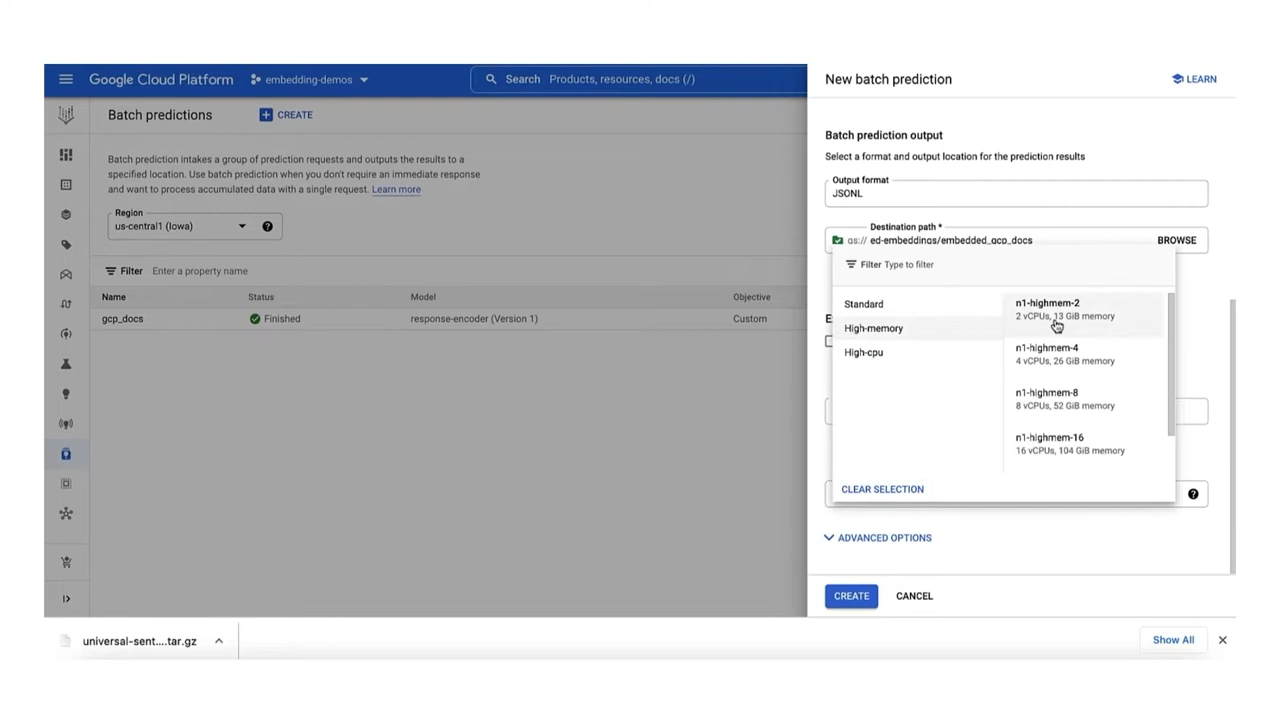 Google Cloud Platform
embedding-demos
Search Products, resources, docs (/)
Batch predictions
CREATE
Batch prediction intakes a group of prediction requests and outputs the results to a
specified location. Use batch prediction when you don't require an immediate response
and want to process accumulated data with a single request. Learn more
Region
us-central1 (Iowa)
Filter Enter a property name
Name Status Model Objective
gcp_docs Finished response-encoder (Version 1) Custom
New batch prediction
LEARN
Batch prediction output
Select a format and output location for the prediction results
Output format
JSONL
Destination path *
gs:// ed-embeddings/embedded_gcp_docs BROWSE
Filter Type to filter
Standard
High-memory
High-cpu
n1-highmem-2
2 vCPUs, 13 GiB memory
n1-highmem-4
4 vCPUs, 26 GiB memory
n1-highmem-8
8 vCPUs, 52 GiB memory
n1-highmem-16
16 vCPUs, 104 GiB memory
CLEAR SELECTION
ADVANCED OPTIONS
CREATE CANCEL
universal-sent....tar.gz
Show All